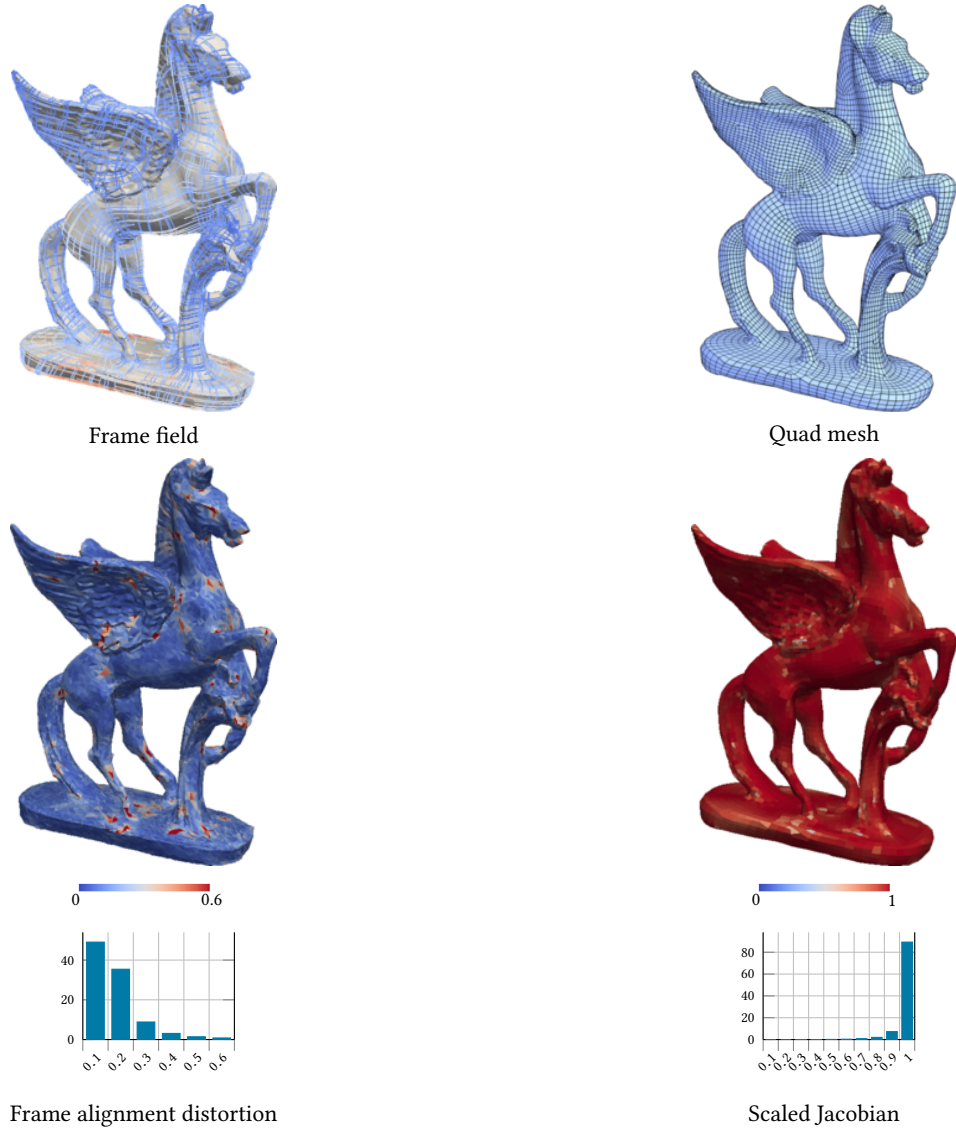 Frame field
Quad mesh
0 0.6
0 1
40
20
0
0.1 0.2 0.3 0.4 0.5 0.6
80
60
40
20
0
0.1 0.2 0.3 0.4 0.5 0.6 0.7 0.8 0.9 1
Frame alignment distortion
Scaled Jacobian